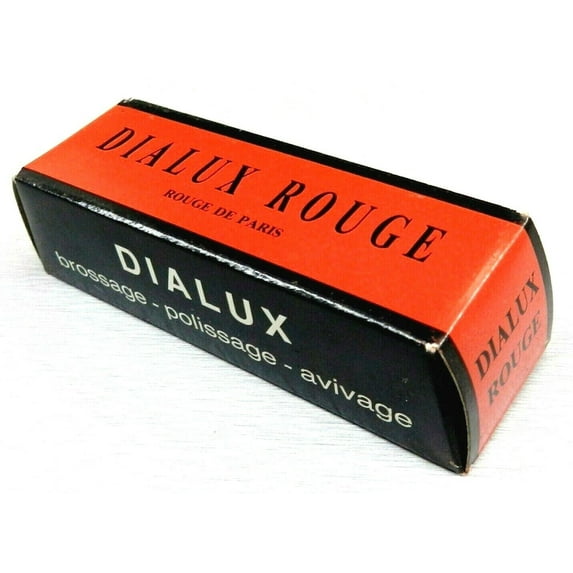 DIALUX ROUGE
ROUGE DE PARIS
DIALUX
brossage - polissage - avivage
DIALUX
ROUGE